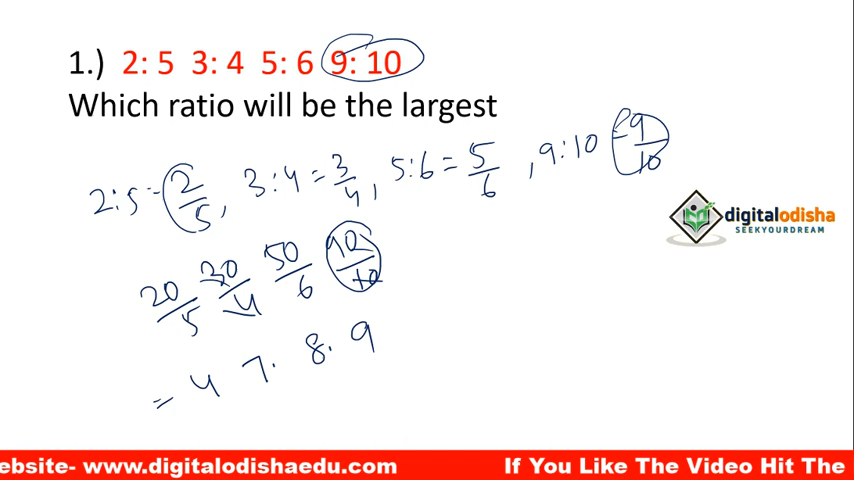 1.) 2: 5 3: 4 5: 6 9: 10
Which ratio will be the largest
2:5 = 2/5, 3:4 = 3/4, 5:6 = 5/6, 9:10 = 9/10
digitalodisha
SEEKYOURDREAM
20/5 30/4 50/6 90/10
= 4 7. 8. 9
ebsite- www.digitalodishaedu.com If You Like The Video Hit The